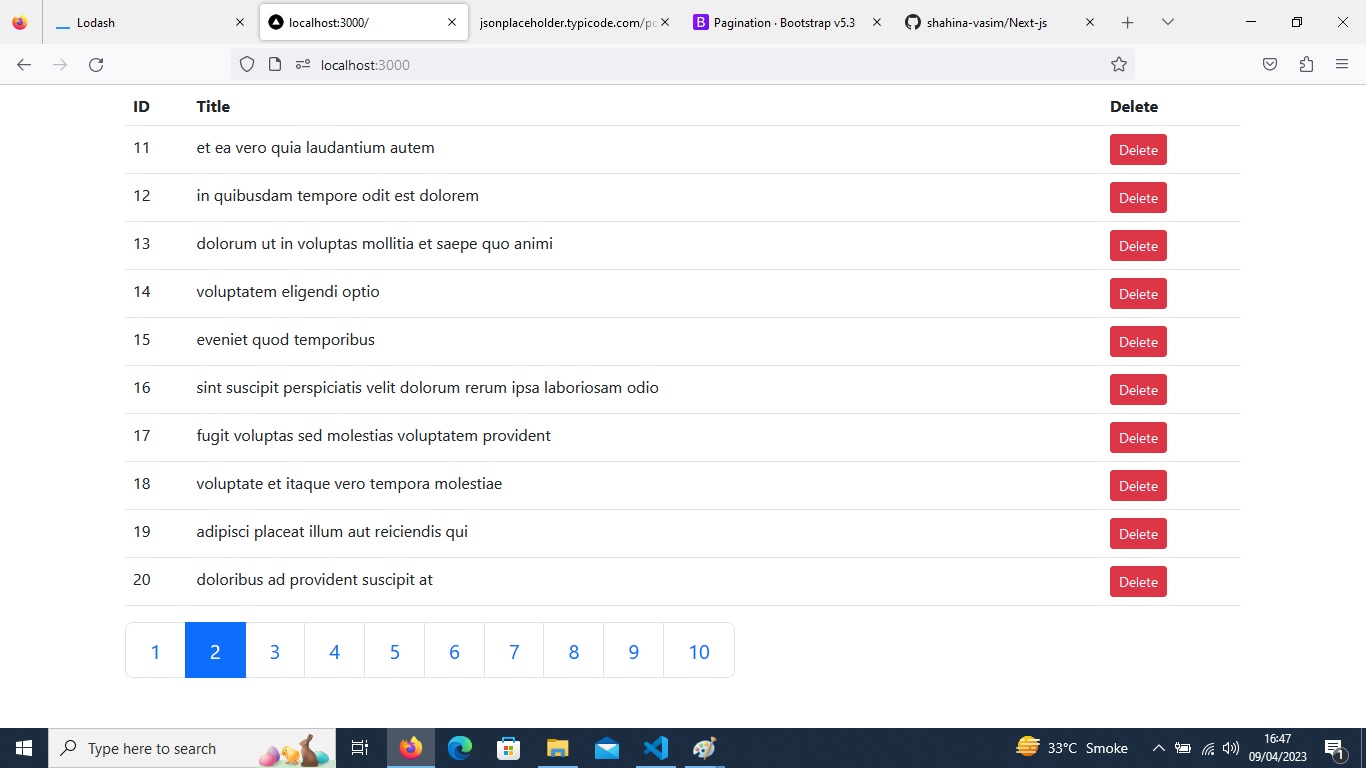 Lodash
localhost:3000/
jsonplaceholder.typicode.com/po
B Pagination · Bootstrap v5.3
shahina-vasim/Next-js
localhost:3000
ID Title Delete
11 et ea vero quia laudantium autem Delete
12 in quibusdam tempore odit est dolorem Delete
13 dolorum ut in voluptas mollitia et saepe quo animi Delete
14 voluptatem eligendi optio Delete
15 eveniet quod temporibus Delete
16 sint suscipit perspiciatis velit dolorum rerum ipsa laboriosam odio Delete
17 fugit voluptas sed molestias voluptatem provident Delete
18 voluptate et itaque vero tempora molestiae Delete
19 adipisci placeat illum aut reiciendis qui Delete
20 doloribus ad provident suscipit at Delete
1 2 3 4 5 6 7 8 9 10
Type here to search
33°C Smoke
16:47
09/04/2023
1